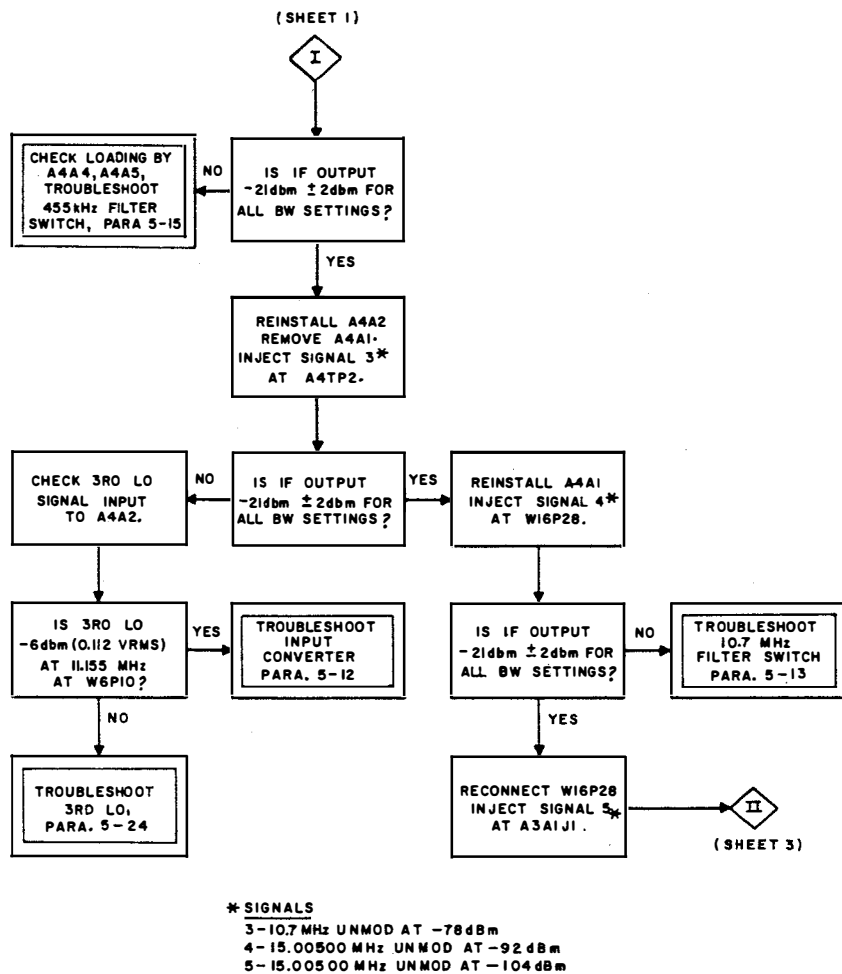 (SHEET 1)
I
CHECK LOADING BY
A4A4, A4A5,
TROUBLESHOOT
455kHz FILTER
SWITCH, PARA 5-15
NO
IS IF OUTPUT
-21dbm ±2dbm FOR
ALL BW SETTINGS?
YES
REINSTALL A4A2
REMOVE A4A1.
INJECT SIGNAL 3*
AT A4TP2.
CHECK 3RO LO
SIGNAL INPUT
TO A4A2.
NO
IS IF OUTPUT
-21dbm ±2dbm FOR
ALL BW SETTINGS?
YES
REINSTALL A4A1
INJECT SIGNAL 4*
AT W16P28.
IS 3RO LO
-6dbm (0.112 VRMS)
AT 11.155 MHz
AT W6P10?
YES
TROUBLESHOOT
INPUT
CONVERTER
PARA. 5-12
IS IF OUTPUT
-21dbm ±2dbm FOR
ALL BW SETTINGS?
NO
TROUBLESHOOT
10.7 MHz
FILTER SWITCH
PARA. 5-13
NO
YES
TROUBLESHOOT
3RD LO,
PARA. 5-24
RECONNECT W16P28
INJECT SIGNAL 5*
AT A3A1J1.
II
(SHEET 3)
* SIGNALS
3-10.7 MHz UNMOD AT -78dBm
4-15.00500 MHz UNMOD AT -92dBm
5-15.00500 MHz UNMOD AT -104dBm